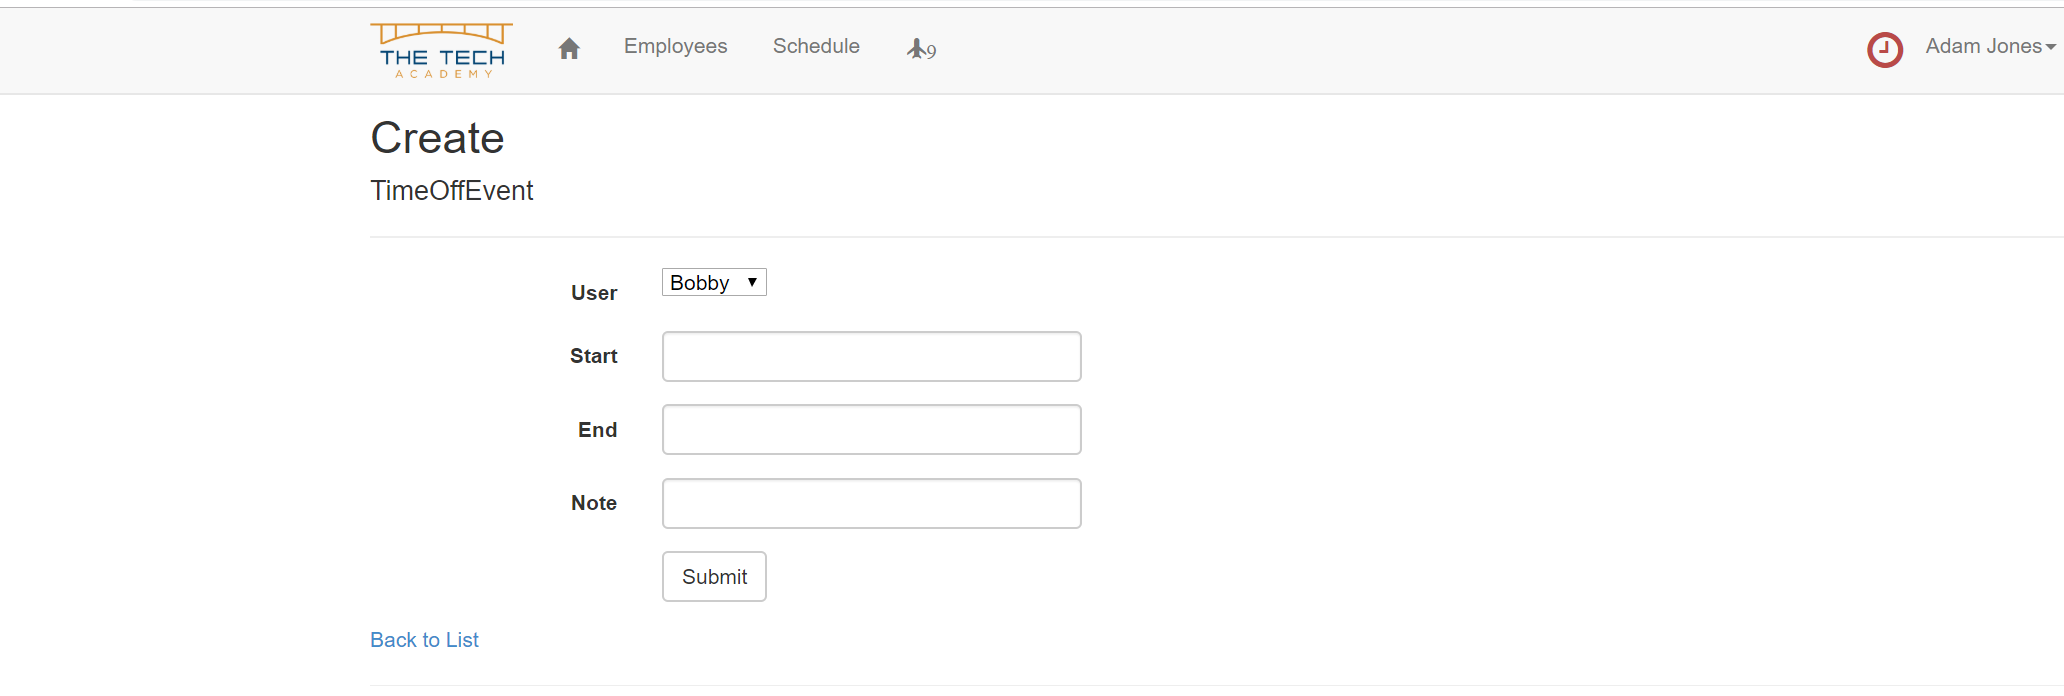 THE TECH
ACADEMY
Employees Schedule 9 Adam Jones
Create
TimeOffEvent
User Bobby
Start
End
Note
Submit
Back to List